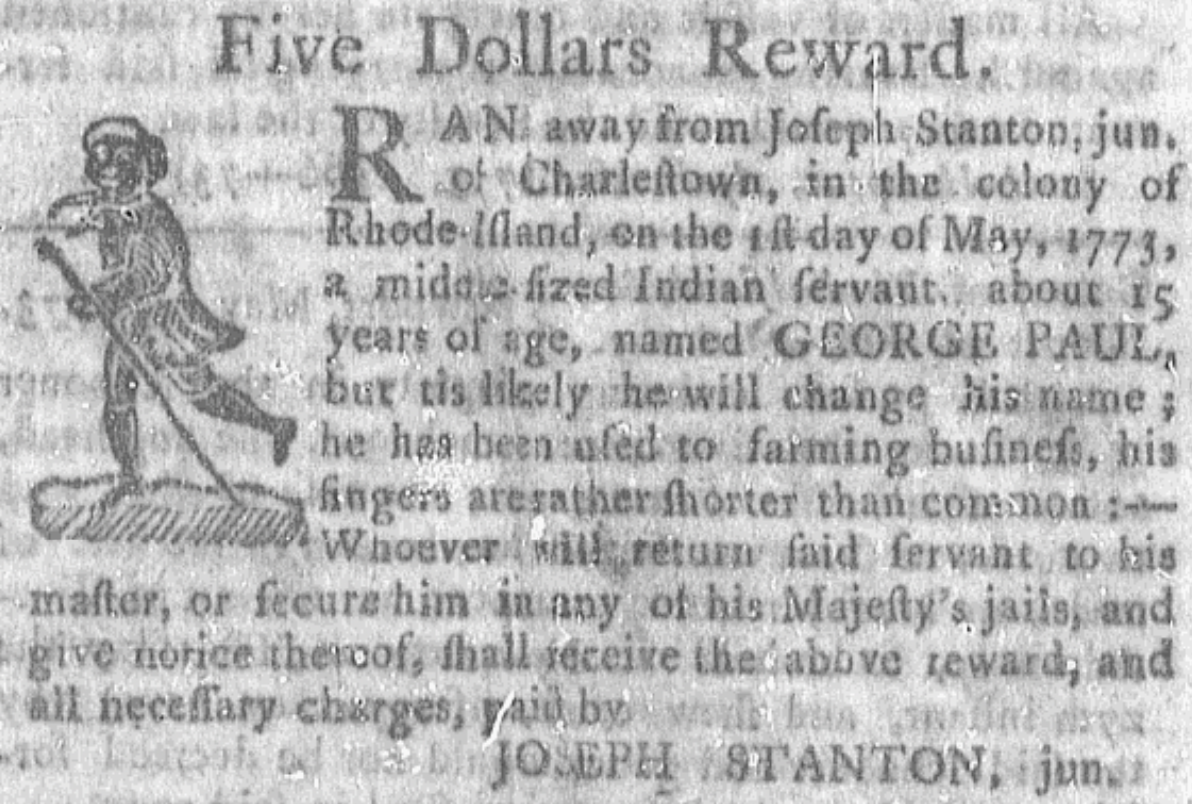 Five Dollars Reward.
RAN away from Joſeph Stanton, jun.
of Charleſtown, in the colony of
Rhode-Iſland, on the 1ſt day of May, 1773,
a middle-ſized Indian ſervant, about 15
years of age, named GEORGE PAUL,
but tis likely he will change his name ;
he has been uſed to farming buſineſs, his
fingers are rather ſhorter than common :—
Whoever will return ſaid ſervant to his
maſter, or ſecure him in any of his Majeſty's jails, and
give notice thereof, ſhall receive the above reward, and
all neceſſary charges, paid by
JOSEPH STANTON, jun.